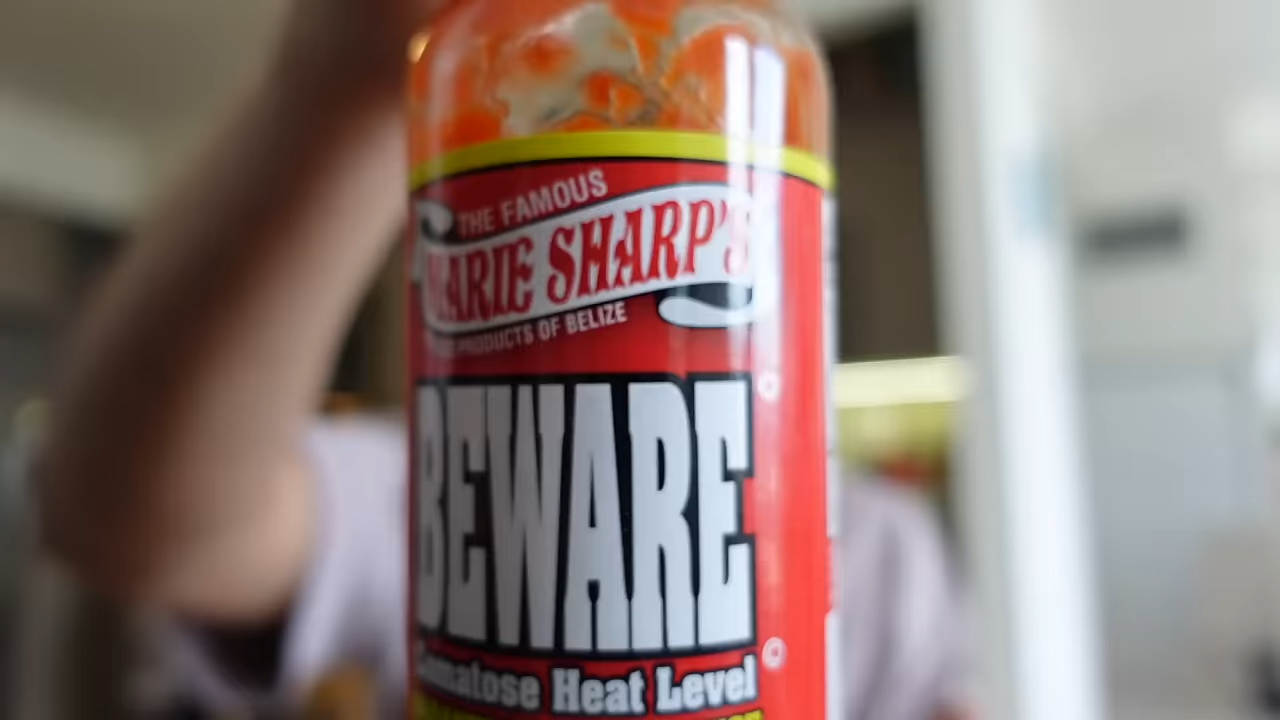 THE FAMOUS
MARIE SHARP'S
PRODUCTS OF BELIZE
BEWARE
Comatose Heat Level